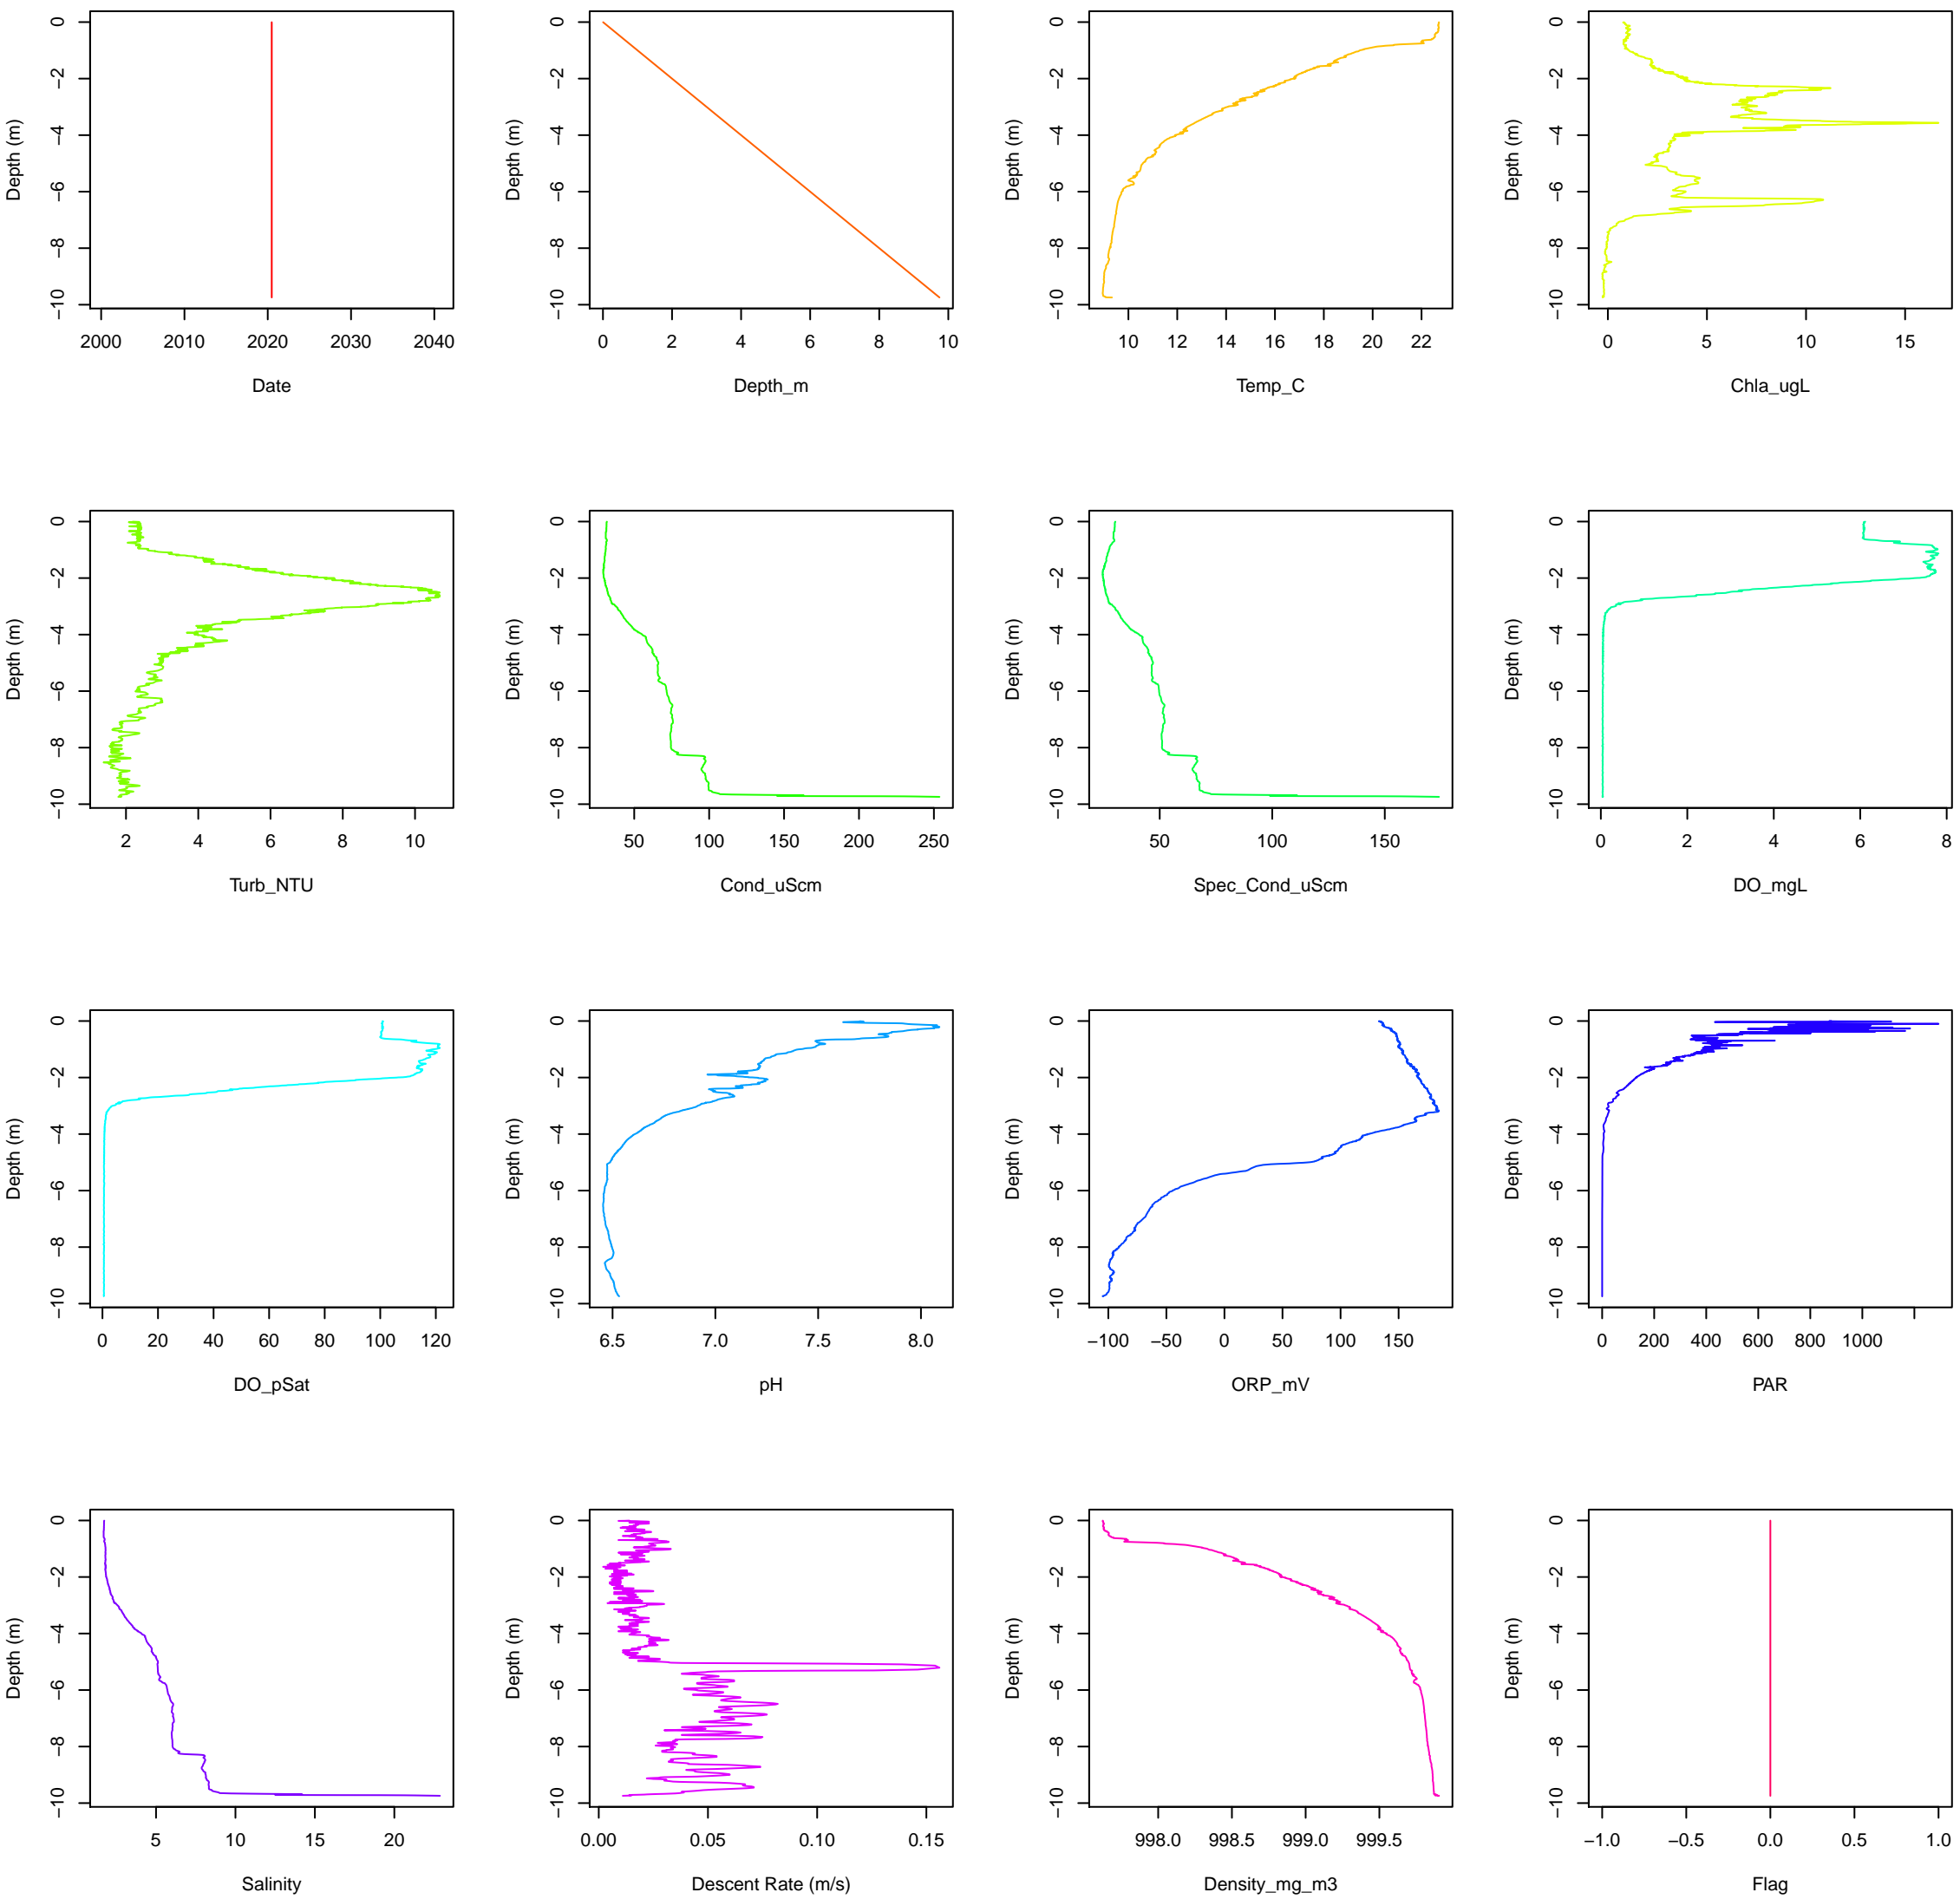 Depth (m)
0
−2
−4
−6
−8
−10
2000 2010 2020 2030 2040
Date
Depth (m)
0
−2
−4
−6
−8
−10
0 2 4 6 8 10
Depth_m
Depth (m)
0
−2
−4
−6
−8
−10
10 12 14 16 18 20 22
Temp_C
Depth (m)
0
−2
−4
−6
−8
−10
0 5 10 15
Chla_ugL
Depth (m)
0
−2
−4
−6
−8
−10
2 4 6 8 10
Turb_NTU
Depth (m)
0
−2
−4
−6
−8
−10
50 100 150 200 250
Cond_uScm
Depth (m)
0
−2
−4
−6
−8
−10
50 100 150
Spec_Cond_uScm
Depth (m)
0
−2
−4
−6
−8
−10
0 2 4 6 8
DO_mgL
Depth (m)
0
−2
−4
−6
−8
−10
0 20 40 60 80 100 120
DO_pSat
Depth (m)
0
−2
−4
−6
−8
−10
6.5 7.0 7.5 8.0
pH
Depth (m)
0
−2
−4
−6
−8
−10
−100 −50 0 50 100 150
ORP_mV
Depth (m)
0
−2
−4
−6
−8
−10
0 200 400 600 800 1000
PAR
Depth (m)
0
−2
−4
−6
−8
−10
5 10 15 20
Salinity
Depth (m)
0
−2
−4
−6
−8
−10
0.00 0.05 0.10 0.15
Descent Rate (m/s)
Depth (m)
0
−2
−4
−6
−8
−10
998.0 998.5 999.0 999.5
Density_mg_m3
Depth (m)
0
−2
−4
−6
−8
−10
−1.0 −0.5 0.0 0.5 1.0
Flag